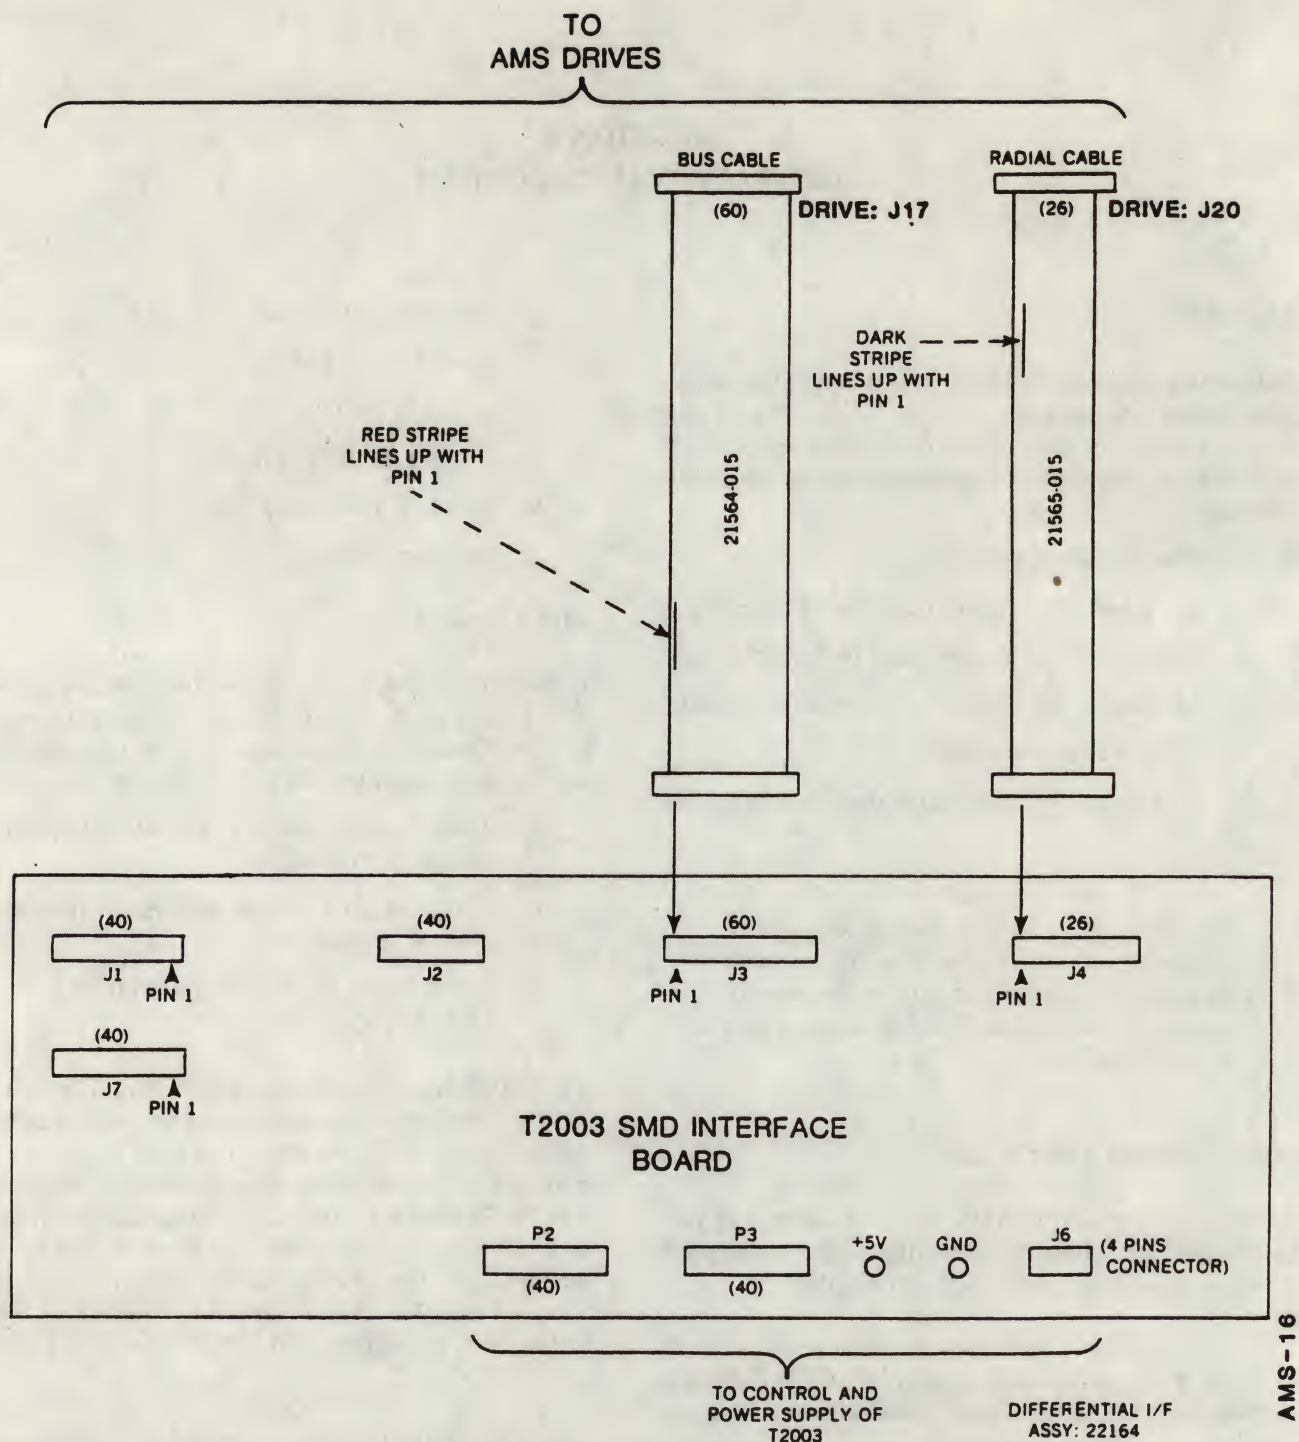 TO
AMS DRIVES
BUS CABLE
RADIAL CABLE
(60)
DRIVE: J17
(26)
DRIVE: J20
DARK
STRIPE
LINES UP WITH
PIN 1
RED STRIPE
LINES UP WITH
PIN 1
21564-015
21565-015
(40)
J1
PIN 1
(40)
J2
(60)
J3
PIN 1
(26)
J4
PIN 1
(40)
J7
PIN 1
T2003 SMD INTERFACE
BOARD
P2
(40)
P3
(40)
+5V
GND
J6
(4 PINS
CONNECTOR)
TO CONTROL AND
POWER SUPPLY OF
T2003
DIFFERENTIAL I/F
ASSY: 22164
AMS-16